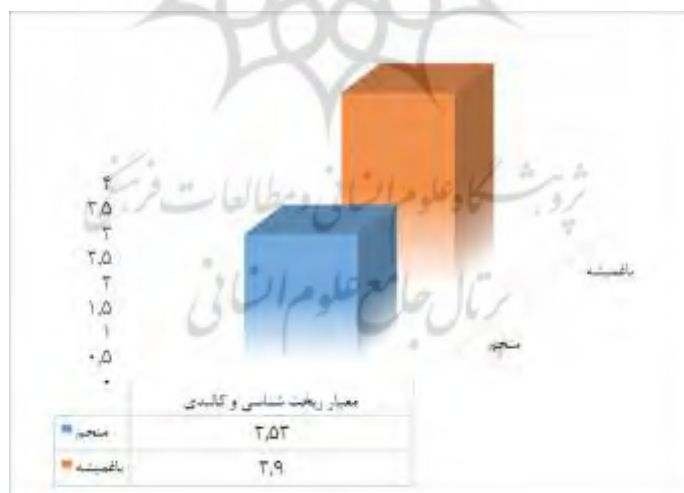 پژوهشگاه علوم انسانی و مطالعات فرهنگی
پرتال جامع علوم انسانی
۴
۳,۵
۳
۲,۵
۲
۱,۵
۱
۰,۵
۰
باغمیشه
منجم
معیار ریخت شناسی و کالبدی
منجم ۲,۵۳
باغمیشه ۳,۹